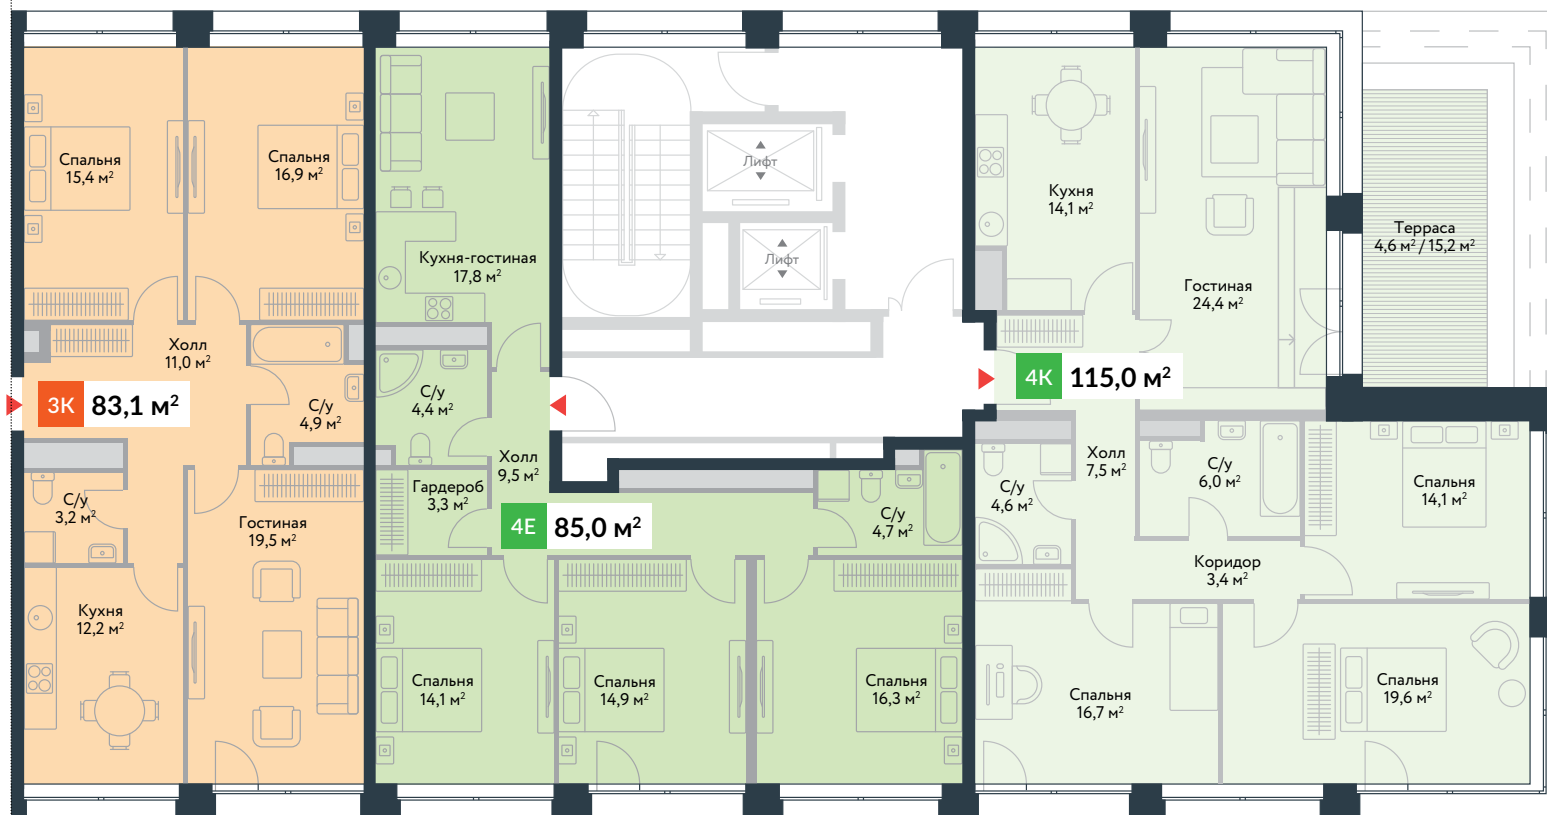 Спальня
15,4 м²
Спальня
16,9 м²
Холл
11,0 м²
3К 83,1 м²
С/у
4,9 м²
С/у
3,2 м²
Гостиная
19,5 м²
Кухня
12,2 м²
Кухня-гостиная
17,8 м²
С/у
4,4 м²
Холл
9,5 м²
Гардероб
3,3 м²
4Е 85,0 м²
С/у
4,7 м²
Спальня
14,1 м²
Спальня
14,9 м²
Спальня
16,3 м²
Лифт
Лифт
Кухня
14,1 м²
Гостиная
24,4 м²
Терраса
4,6 м² / 15,2 м²
4К 115,0 м²
Холл
7,5 м²
С/у
4,6 м²
С/у
6,0 м²
Спальня
14,1 м²
Коридор
3,4 м²
Спальня
16,7 м²
Спальня
19,6 м²